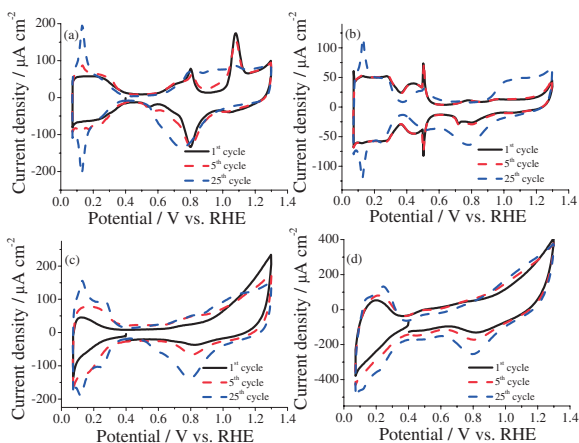 (a)
200
100
0
-100
-200
Current density / μA cm-2
1st cycle
5th cycle
25th cycle
0.0 0.2 0.4 0.6 0.8 1.0 1.2 1.4
Potential / V vs. RHE
(b)
100
50
0
-50
-100
Current density / μA cm-2
1st cycle
5th cycle
25th cycle
0.0 0.2 0.4 0.6 0.8 1.0 1.2 1.4
Potential / V vs. RHE
(c)
200
100
0
-100
-200
Current density / μA cm-2
1st cycle
5th cycle
25th cycle
0.0 0.2 0.4 0.6 0.8 1.0 1.2 1.4
Potential / V vs. RHE
(d)
400
200
0
-200
-400
Current density / μA cm-2
1st cycle
5th cycle
25th cycle
0.0 0.2 0.4 0.6 0.8 1.0 1.2 1.4
Potential / V vs. RHE